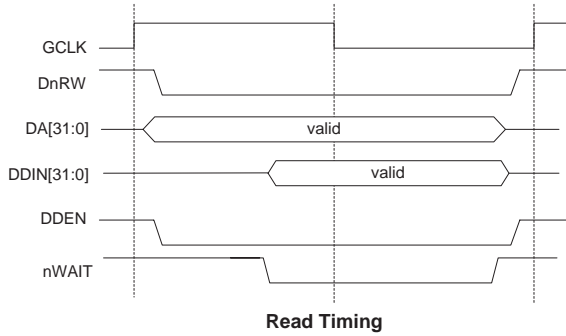 GCLK
DnRW
DA[31:0]
valid
DDIN[31:0]
valid
DDEN
nWAIT
Read Timing